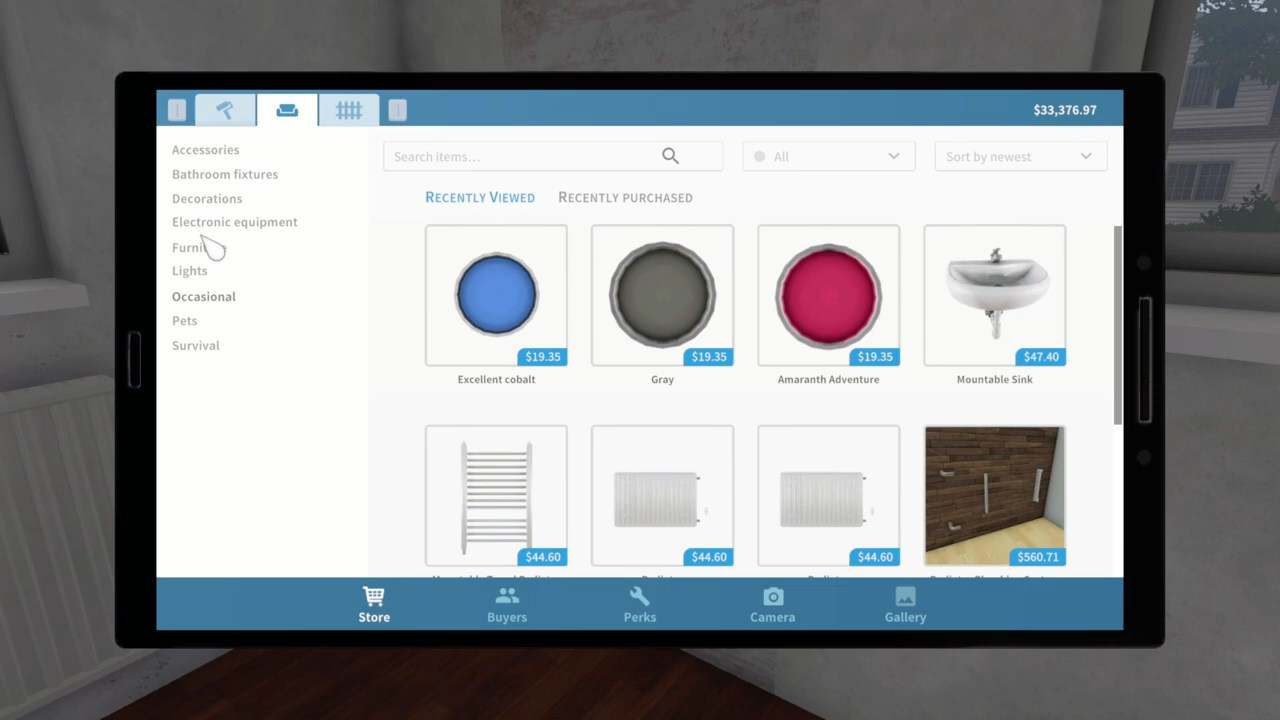 $33,376.97
Accessories
Bathroom fixtures
Decorations
Electronic equipment
Furniture
Lights
Occasional
Pets
Survival
Search items...
All
Sort by newest
RECENTLY VIEWED
RECENTLY PURCHASED
$19.35
$19.35
$19.35
$47.40
Excellent cobalt
Gray
Amaranth Adventure
Mountable Sink
$44.60
$44.60
$44.60
$560.71
Store
Buyers
Perks
Camera
Gallery